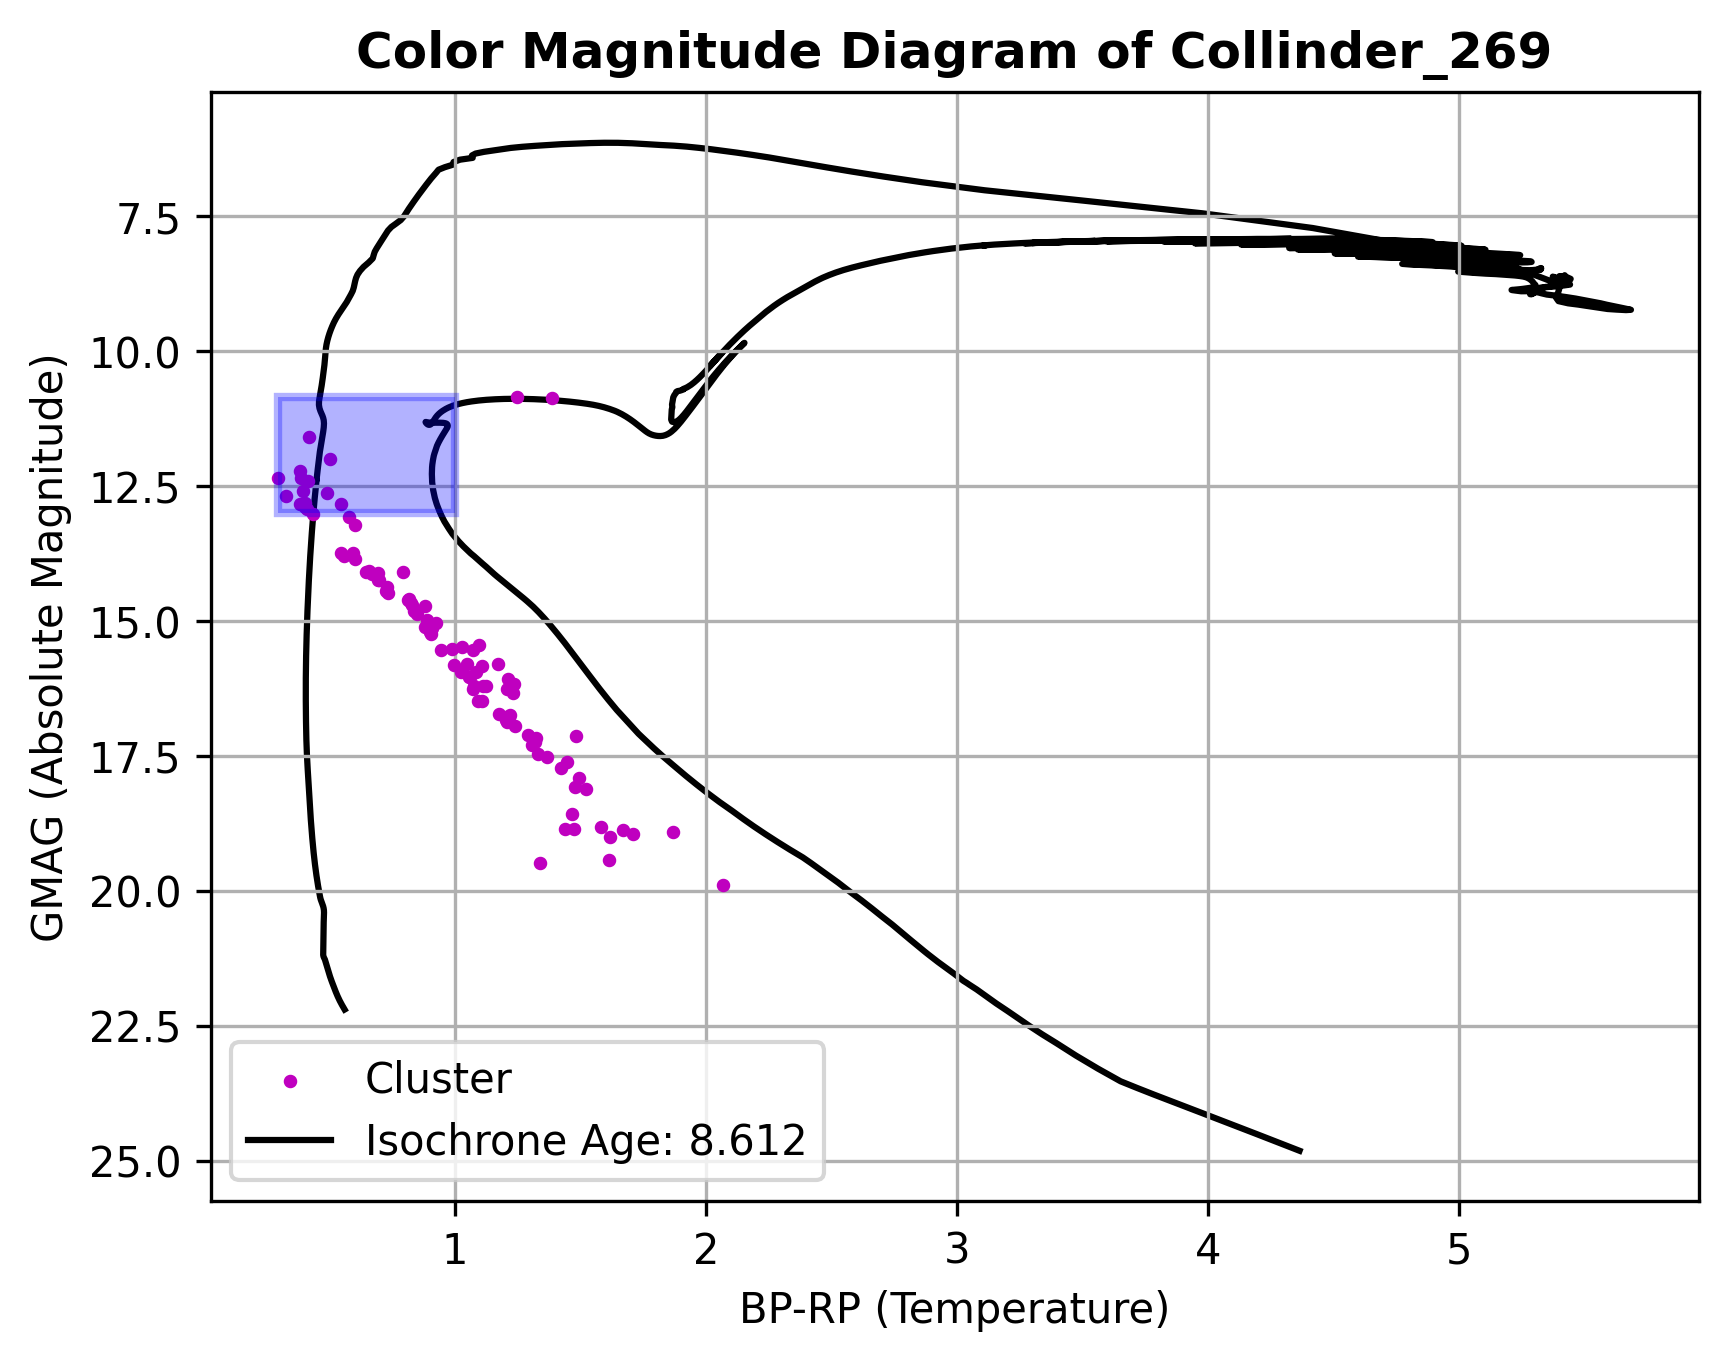 Color Magnitude Diagram of Collinder_269
GMAG (Absolute Magnitude)
7.5
10.0
12.5
15.0
17.5
20.0
22.5
25.0
Cluster
Isochrone Age: 8.612
1 2 3 4 5
BP-RP (Temperature)